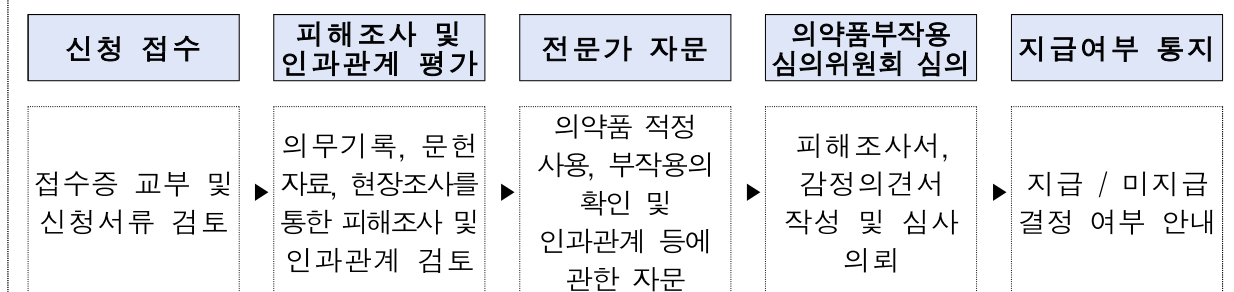 신청 접수
피해조사 및
인과관계 평가
전문가 자문
의약품부작용
심의위원회 심의
지급여부 통지
접수증 교부 및
신청서류 검토
의무기록, 문헌
자료, 현장조사를
통한 피해조사 및
인과관계 검토
의약품 적정
사용, 부작용의
확인 및
인과관계 등에
관한 자문
피해조사서,
감정의견서
작성 및 심사
의뢰
지급 / 미지급
결정 여부 안내